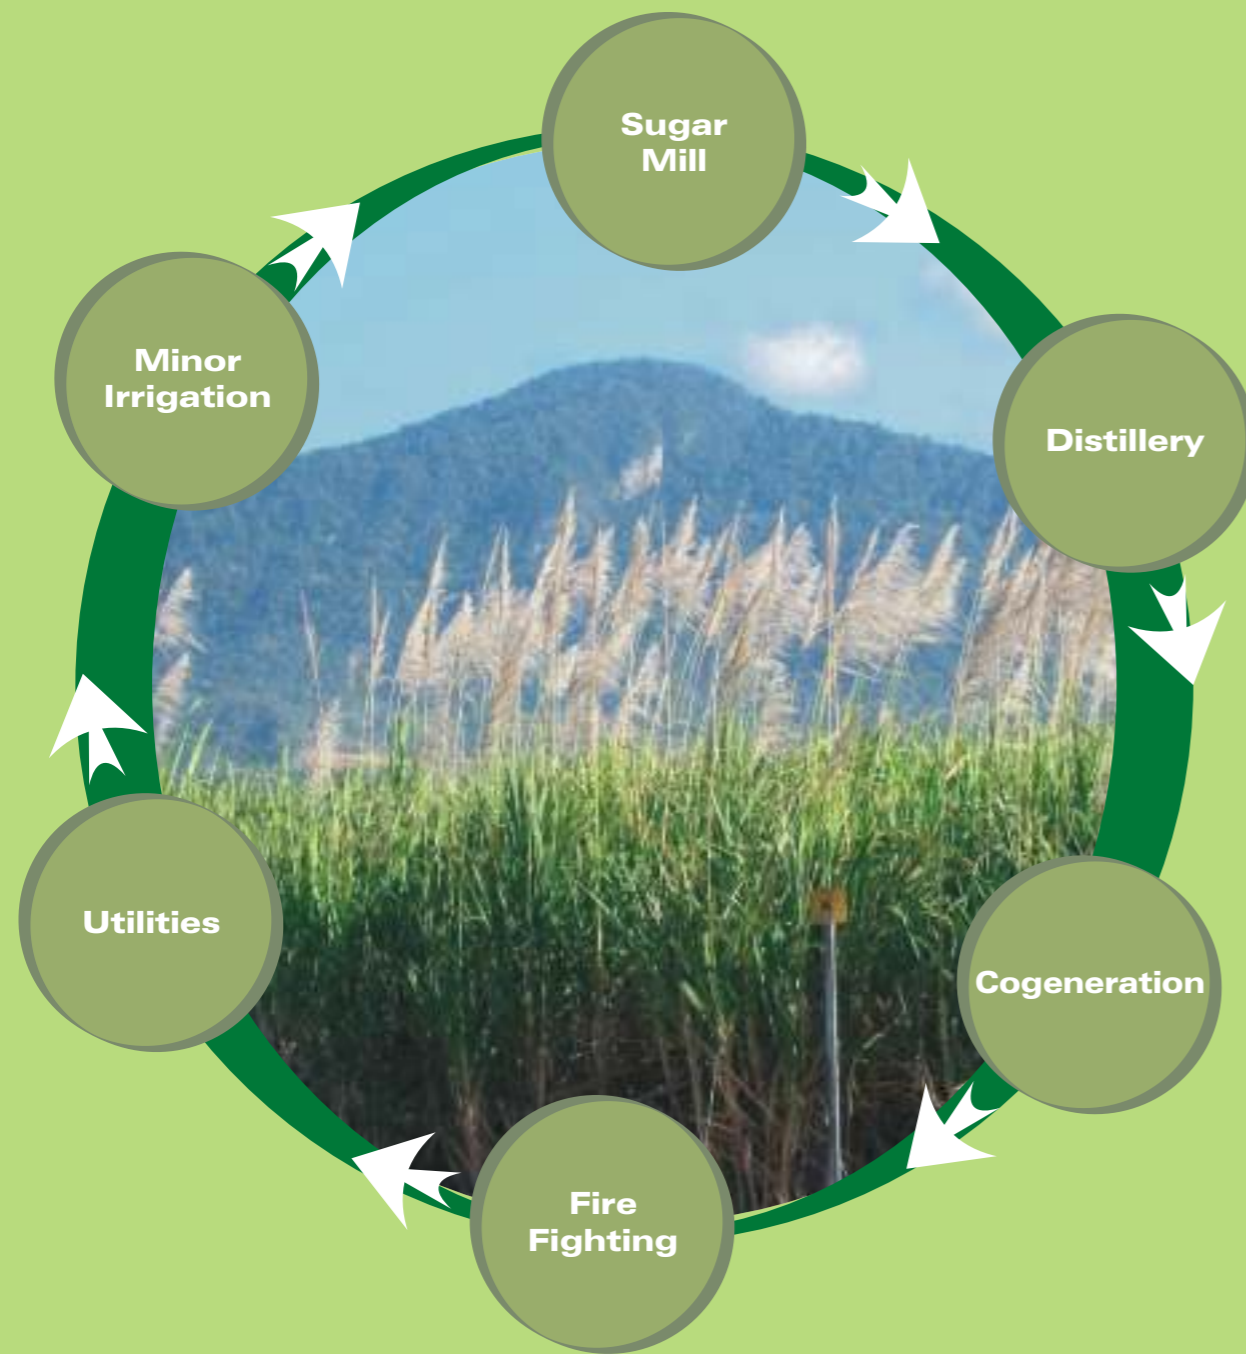 Sugar
Mill
Distillery
Cogeneration
Fire
Fighting
Utilities
Minor
Irrigation